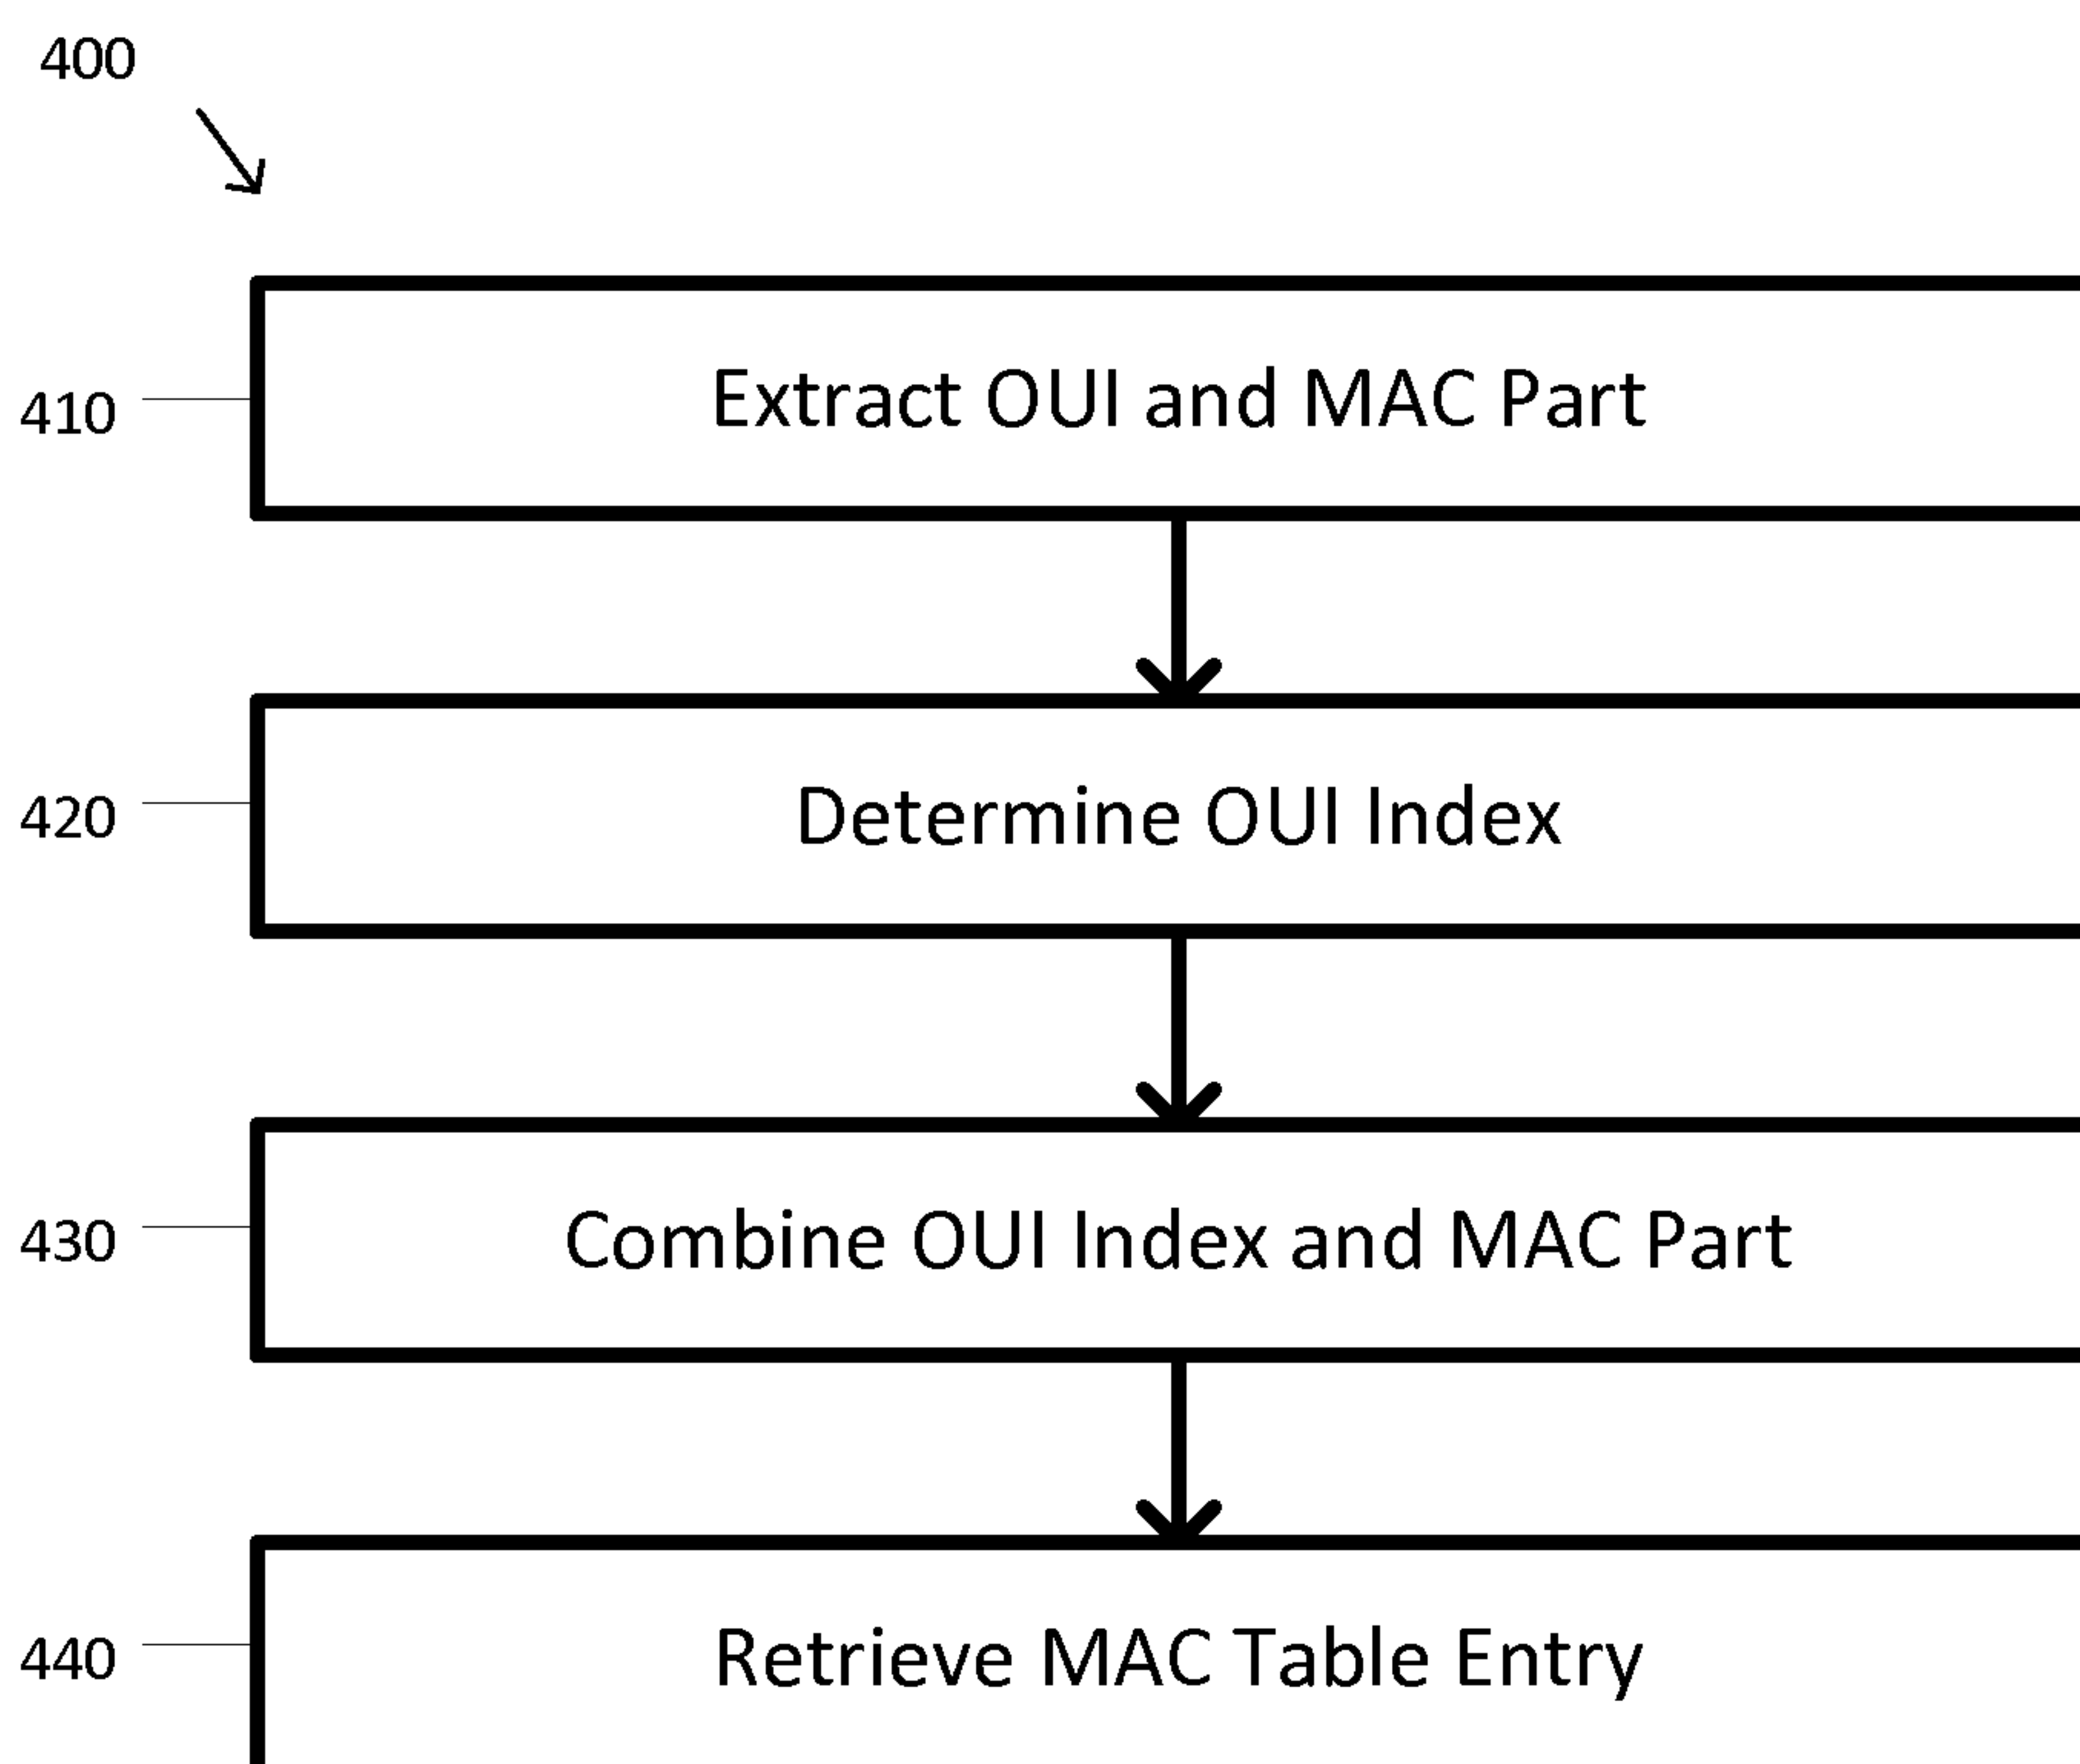 400
410
Extract OUI and MAC Part
420
Determine OUI Index
430
Combine OUI Index and MAC Part
440
Retrieve MAC Table Entry